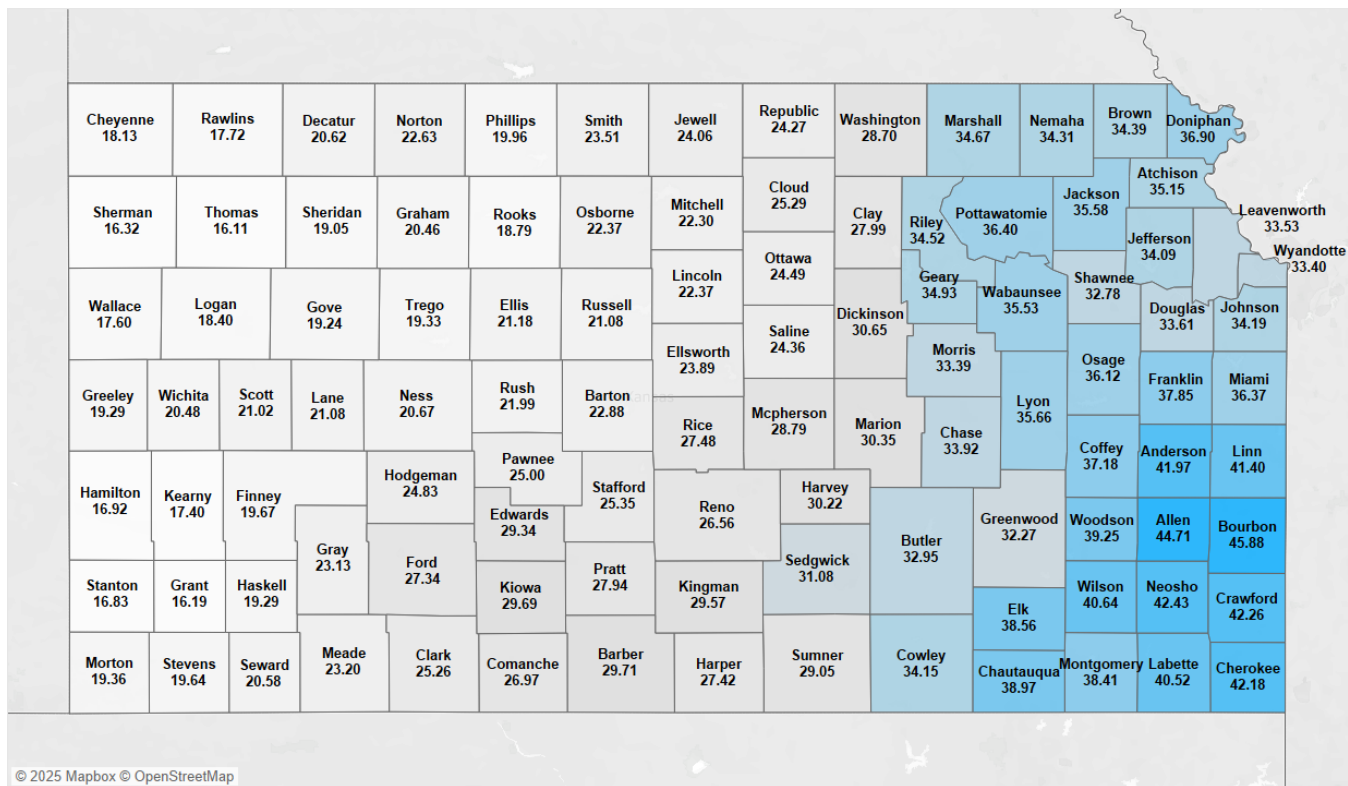 Cheyenne
18.13
Rawlins
17.72
Decatur
20.62
Norton
22.63
Phillips
19.96
Smith
23.51
Jewell
24.06
Republic
24.27
Washington
28.70
Marshall
34.67
Nemaha
34.31
Brown
34.39
Doniphan
36.90
Sherman
16.32
Thomas
16.11
Sheridan
19.05
Graham
20.46
Rooks
18.79
Osborne
22.37
Mitchell
22.30
Cloud
25.29
Clay
27.99
Riley
34.52
Pottawatomie
36.40
Jackson
35.58
Atchison
35.15
Jefferson
34.09
Leavenworth
33.53
Wyandotte
33.40
Wallace
17.60
Logan
18.40
Gove
19.24
Trego
19.33
Ellis
21.18
Russell
21.08
Lincoln
22.37
Ottawa
24.49
Saline
24.36
Dickinson
30.65
Geary
34.93
Wabaunsee
35.53
Shawnee
32.78
Douglas
33.61
Johnson
34.19
Greeley
19.29
Wichita
20.48
Scott
21.02
Lane
21.08
Ness
20.67
Rush
21.99
Barton
22.88
Ellsworth
23.89
Rice
27.48
Mcpherson
28.79
Marion
30.35
Morris
33.39
Chase
33.92
Lyon
35.66
Osage
36.12
Franklin
37.85
Miami
36.37
Hamilton
16.92
Kearny
17.40
Finney
19.67
Hodgeman
24.83
Pawnee
25.00
Stafford
25.35
Edwards
29.34
Reno
26.56
Harvey
30.22
Sedgwick
31.08
Butler
32.95
Greenwood
32.27
Coffey
37.18
Anderson
41.97
Linn
41.40
Woodson
39.25
Allen
44.71
Bourbon
45.88
Gray
23.13
Ford
27.34
Kiowa
29.69
Pratt
27.94
Kingman
29.57
Stanton
16.83
Grant
16.19
Haskell
19.29
Elk
38.56
Wilson
40.64
Neosho
42.43
Crawford
42.26
Morton
19.36
Stevens
19.64
Seward
20.58
Meade
23.20
Clark
25.26
Comanche
26.97
Barber
29.71
Harper
27.42
Sumner
29.05
Cowley
34.15
Chautauqua
38.97
Montgomery
38.41
Labette
40.52
Cherokee
42.18
© 2025 Mapbox © OpenStreetMap